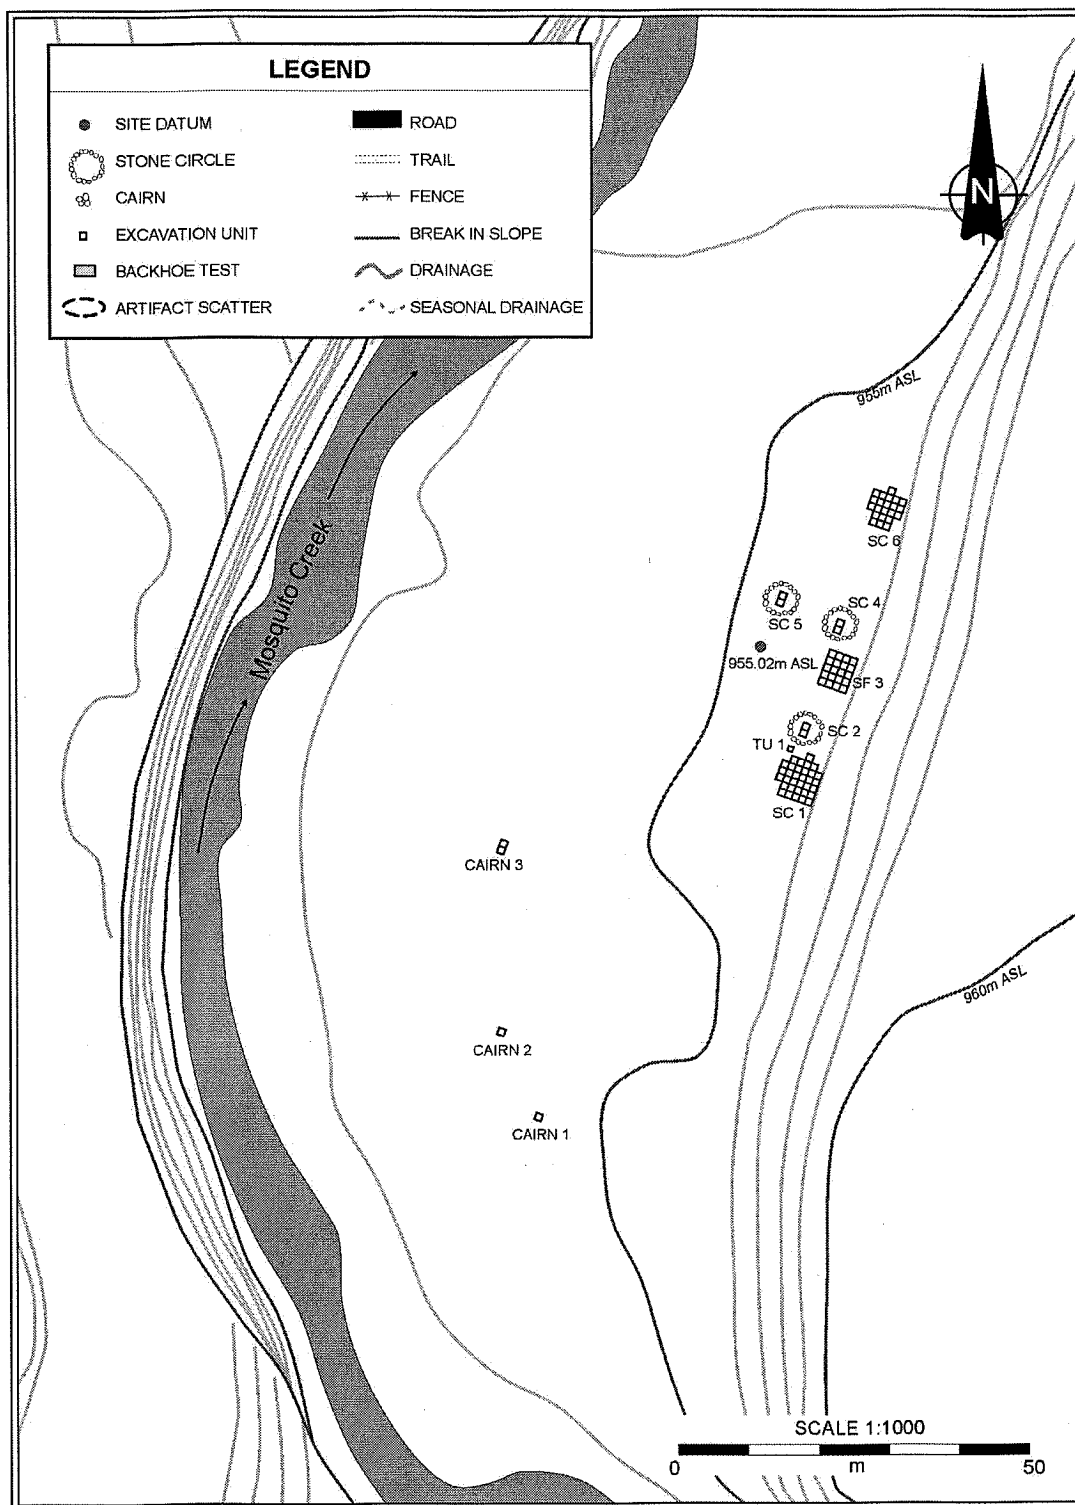 LEGEND
SITE DATUM
STONE CIRCLE
CAIRN
EXCAVATION UNIT
BACKHOE TEST
ARTIFACT SCATTER
ROAD
TRAIL
FENCE
BREAK IN SLOPE
DRAINAGE
SEASONAL DRAINAGE
N
955m ASL
SC 6
SC 5
SC 4
955.02m ASL
SF 3
SC 2
TU 1
SC 1
Mosquito Creek
CAIRN 3
960m ASL
CAIRN 2
CAIRN 1
SCALE 1:1000
0 m 50